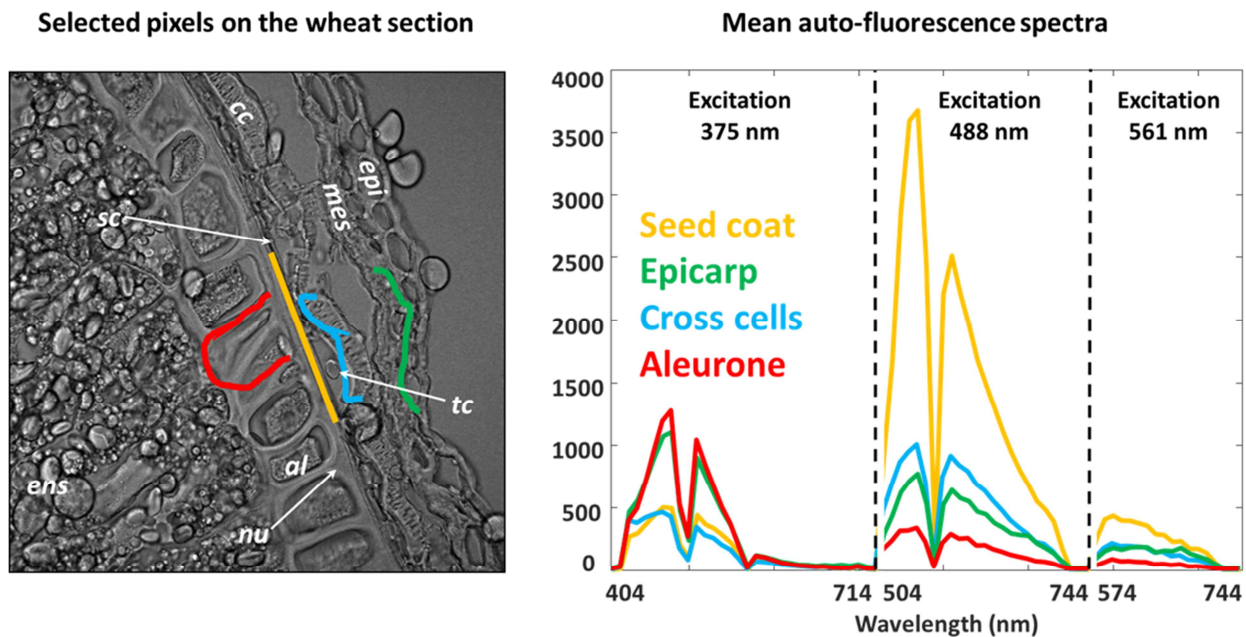 Selected pixels on the wheat section
cc
epi
mes
sc
tc
al
ens
nu
Mean auto-fluorescence spectra
4000
3500
3000
2500
2000
1500
1000
500
0
Excitation
375 nm
Excitation
488 nm
Excitation
561 nm
Seed coat
Epicarp
Cross cells
Aleurone
404
714
504
744
574
744
Wavelength (nm)